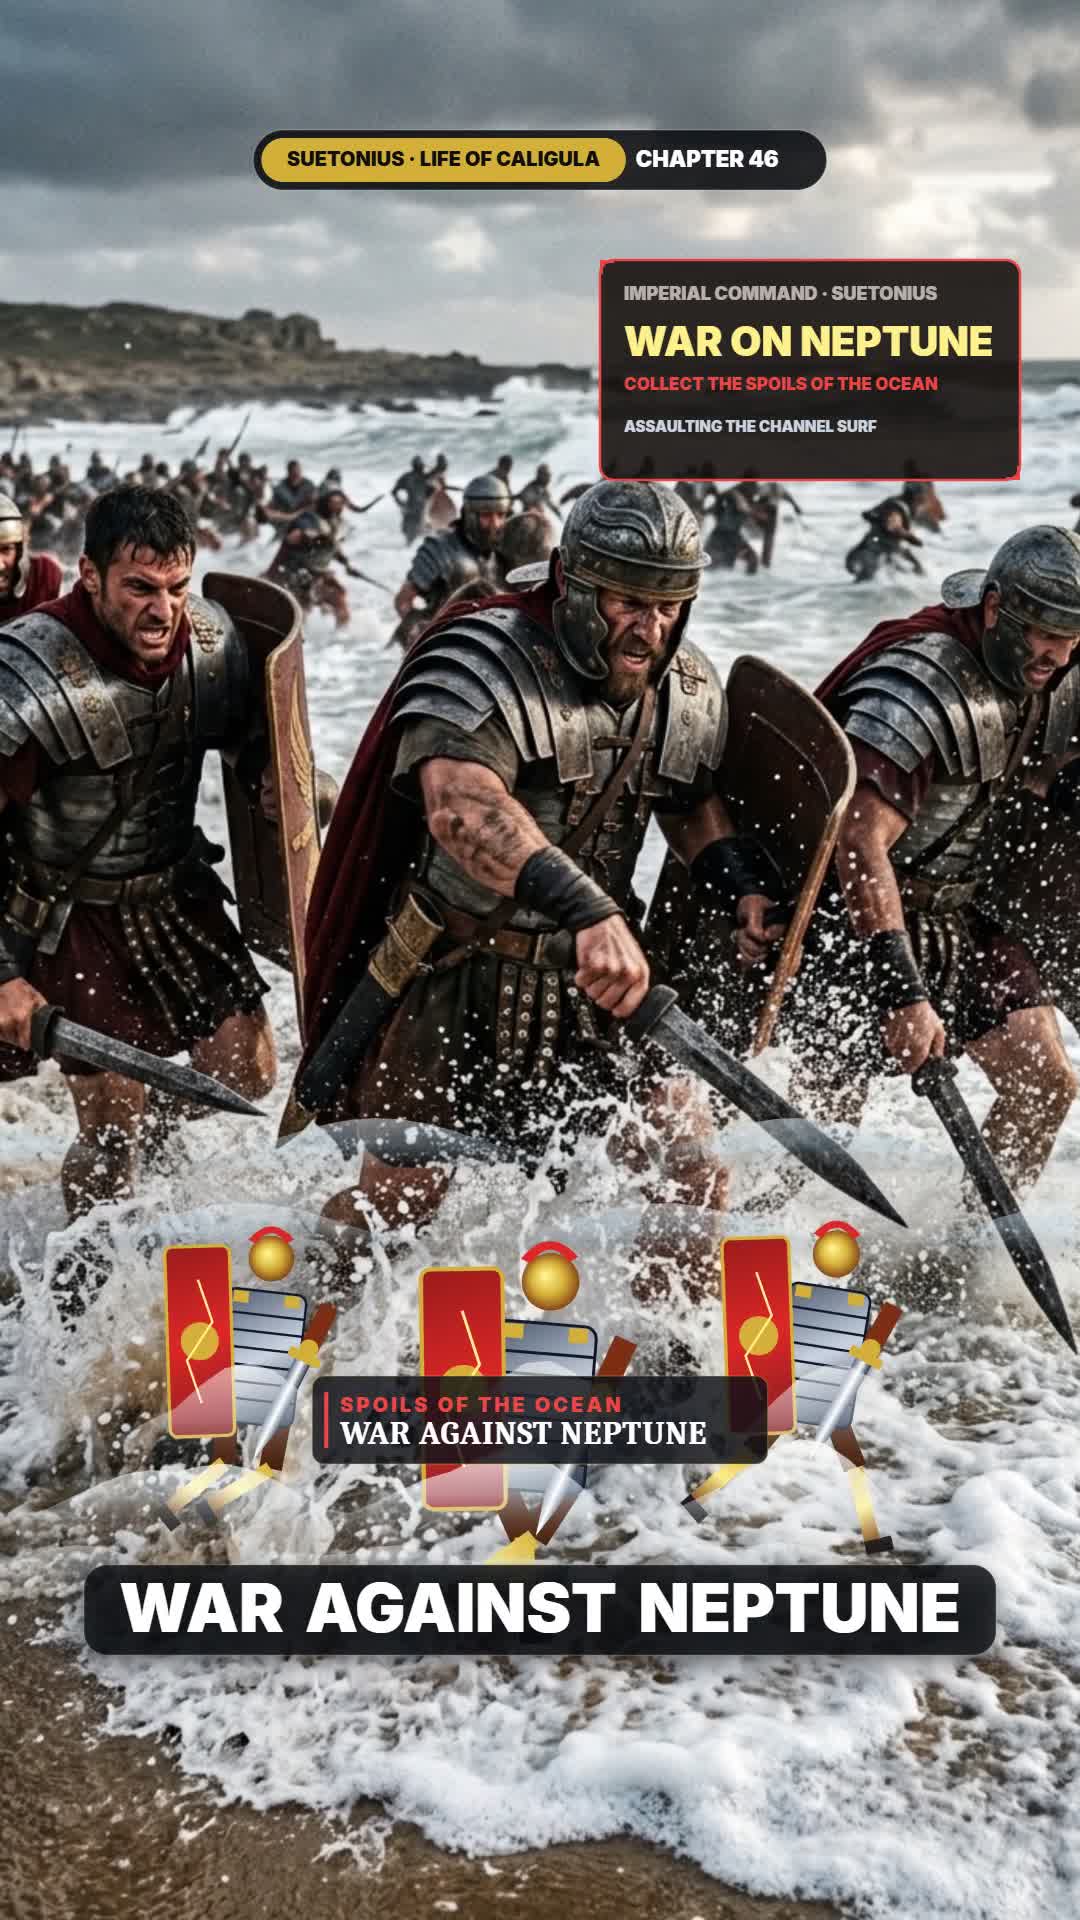 SUETONIUS · LIFE OF CALIGULA CHAPTER 46
IMPERIAL COMMAND · SUETONIUS
WAR ON NEPTUNE
COLLECT THE SPOILS OF THE OCEAN
ASSAULTING THE CHANNEL SURF
SPOILS OF THE OCEAN
WAR AGAINST NEPTUNE
WAR AGAINST NEPTUNE